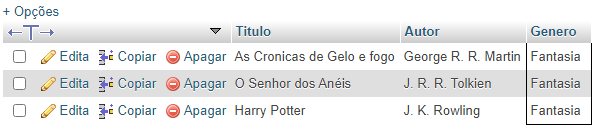 + Opções
Titulo Autor Genero
Edita Copiar Apagar As Cronicas de Gelo e fogo George R. R. Martin Fantasia
Edita Copiar Apagar O Senhor dos Anéis J. R. R. Tolkien Fantasia
Edita Copiar Apagar Harry Potter J. K. Rowling Fantasia